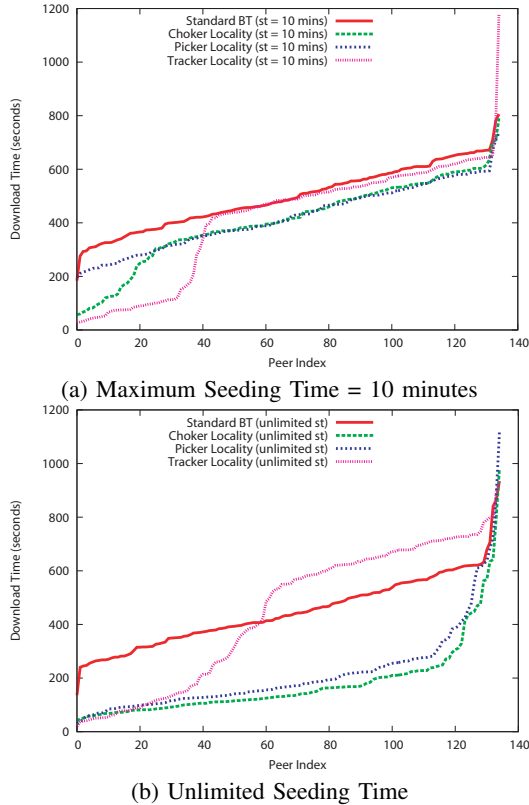 1200
1000
800
600
400
200
0
Download Time (seconds)
Standard BT (st = 10 mins)
Choker Locality (st = 10 mins)
Picker Locality (st = 10 mins)
Tracker Locality (st = 10 mins)
0 20 40 60 80 100 120 140
Peer Index
(a) Maximum Seeding Time = 10 minutes
1200
1000
800
600
400
200
0
Download Time (seconds)
Standard BT (unlimited st)
Choker Locality (unlimited st)
Picker Locality (unlimited st)
Tracker Locality (unlimited st)
0 20 40 60 80 100 120 140
Peer Index
(b) Unlimited Seeding Time